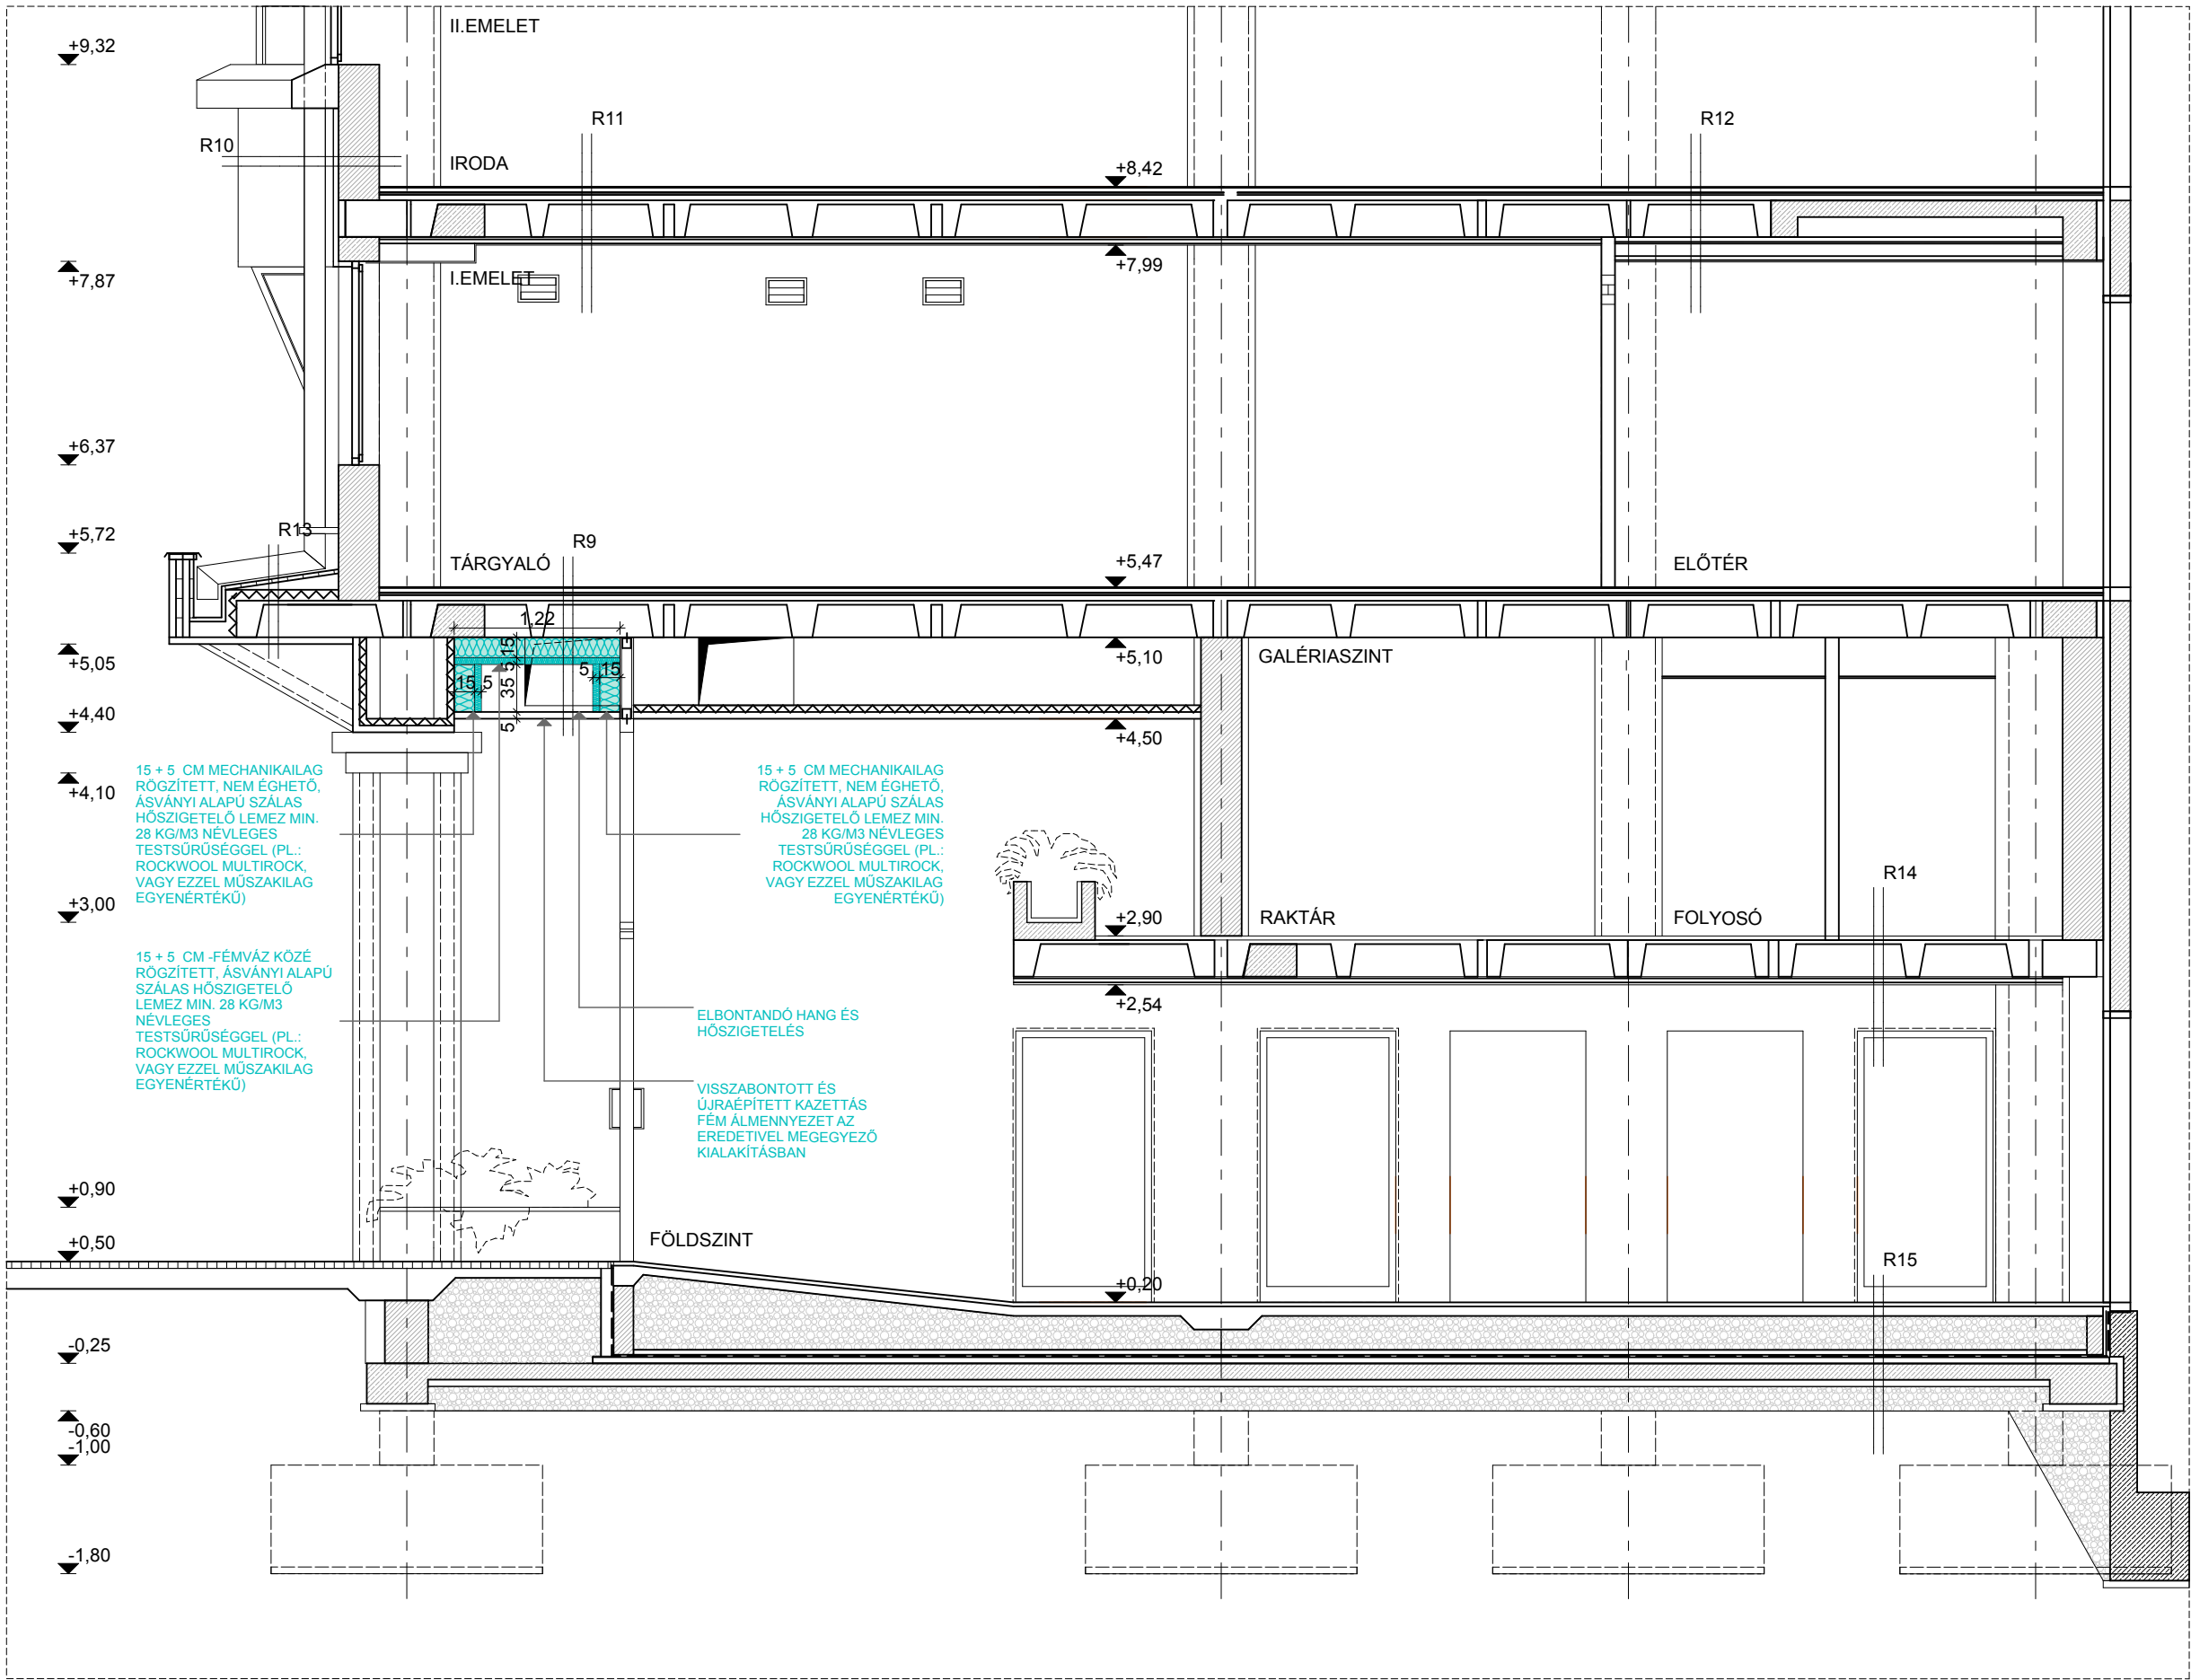 II.EMELET
+9,32
R11
R12
R10
IRODA
+8,42
+7,99
I.EMELET
+7,87
+6,37
+5,72
R13
R9
TÁRGYALÓ
+5,47
ELŐTÉR
1,22
15
5
35
5
15
5
5
15
+5,05
+5,10
GALÉRIASZINT
+4,40
+4,50
15 + 5 CM MECHANIKAILAG
RÖGZÍTETT, NEM ÉGHETŐ,
ÁSVÁNYI ALAPÚ SZÁLAS
HŐSZIGETELŐ LEMEZ MIN.
28 KG/M3 NÉVLEGES
TESTSŰRŰSÉGGEL (PL.:
ROCKWOOL MULTIROCK,
VAGY EZZEL MŰSZAKILAG
EGYENÉRTÉKŰ)
15 + 5 CM MECHANIKAILAG
RÖGZÍTETT, NEM ÉGHETŐ,
ÁSVÁNYI ALAPÚ SZÁLAS
HŐSZIGETELŐ LEMEZ MIN.
28 KG/M3 NÉVLEGES
TESTSŰRŰSÉGGEL (PL.:
ROCKWOOL MULTIROCK,
VAGY EZZEL MŰSZAKILAG
EGYENÉRTÉKŰ)
+4,10
R14
+3,00
+2,90
RAKTÁR
FOLYOSÓ
15 + 5 CM -FÉMVÁZ KÖZÉ
RÖGZÍTETT, ÁSVÁNYI ALAPÚ
SZÁLAS HŐSZIGETELŐ
LEMEZ MIN. 28 KG/M3
NÉVLEGES
TESTSŰRŰSÉGGEL (PL.:
ROCKWOOL MULTIROCK,
VAGY EZZEL MŰSZAKILAG
EGYENÉRTÉKŰ)
+2,54
ELBONTANDÓ HANG ÉS
HŐSZIGETELÉS
VISSZABONTOTT ÉS
ÚJRAÉPÍTETT KAZETTÁS
FÉM ÁLMENNYEZET AZ
EREDETIVEL MEGEGYEZŐ
KIALAKÍTÁSBAN
+0,90
+0,50
FÖLDSZINT
R15
+0,20
-0,25
-0,60
-1,00
-1,80